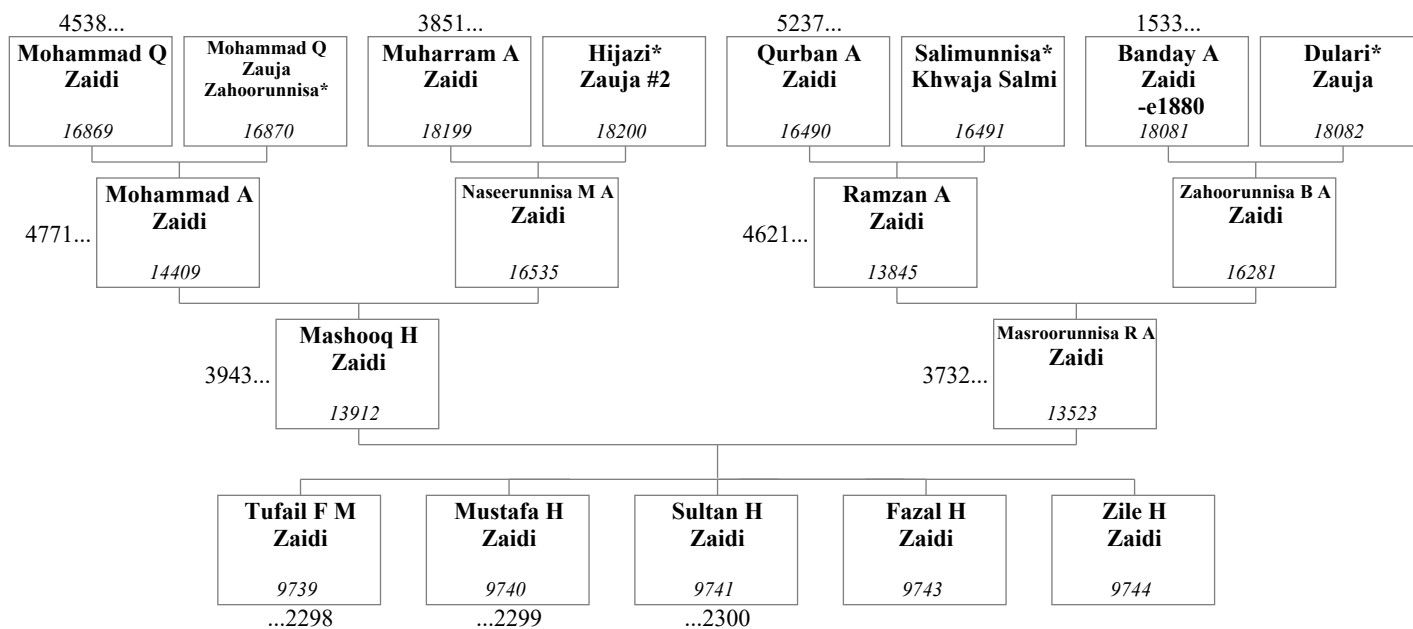 4538...
3851...
5237...
1533...
Mohammad Q
Zaidi
16869
Mohammad Q
Zauja
Zahoorunnisa*
16870
Muharram A
Zaidi
18199
Hijazi*
Zauja #2
18200
Qurban A
Zaidi
16490
Salimunnisa*
Khwaja Salmi
16491
Banday A
Zaidi
-e1880
18081
Dulari*
Zauja
18082
4771...
Mohammad A
Zaidi
14409
Naseerunnisa M A
Zaidi
16535
4621...
Ramzan A
Zaidi
13845
Zahoorunnisa B A
Zaidi
16281
3943...
Mashooq H
Zaidi
13912
3732...
Masroorunnisa R A
Zaidi
13523
Tufail F M
Zaidi
9739
...2298
Mustafa H
Zaidi
9740
...2299
Sultan H
Zaidi
9741
...2300
Fazal H
Zaidi
9743
Zile H
Zaidi
9744